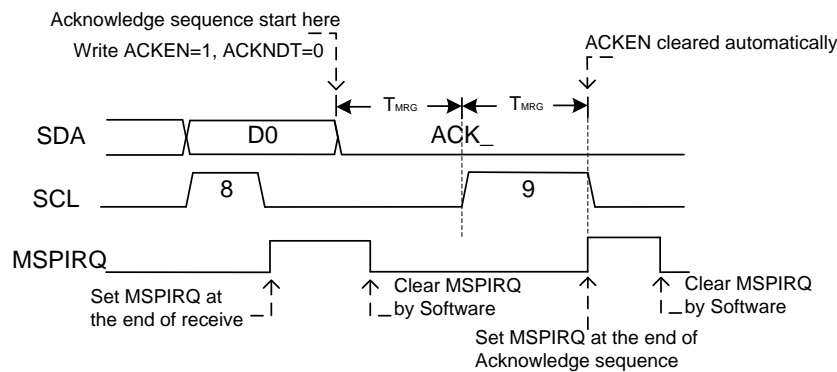 Acknowledge sequence start here
Write ACKEN=1, ACKNDT=0
ACKEN cleared automatically
TMRG
TMRG
SDA
D0
ACK_
SCL
8
9
MSPIRQ
Set MSPIRQ at
the end of receive
Clear MSPIRQ
by Software
Set MSPIRQ at the end of
Acknowledge sequence
Clear MSPIRQ
by Software